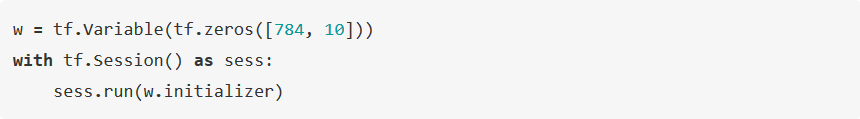 w = tf.Variable(tf.zeros([784, 10]))
with tf.Session() as sess:
    sess.run(w.initializer)